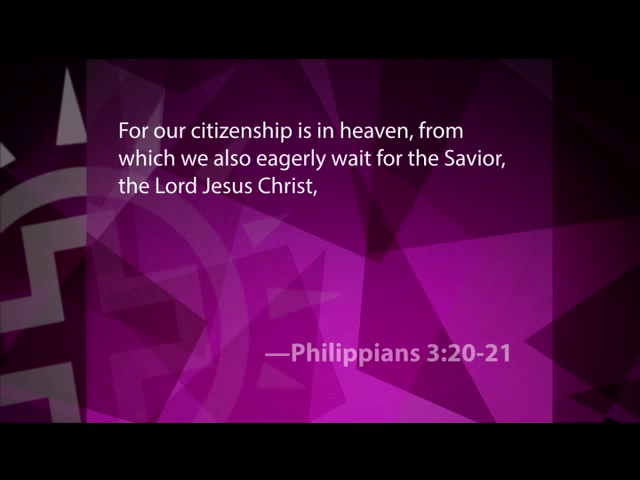 For our citizenship is in heaven, from
which we also eagerly wait for the Savior,
the Lord Jesus Christ,
—Philippians 3:20-21